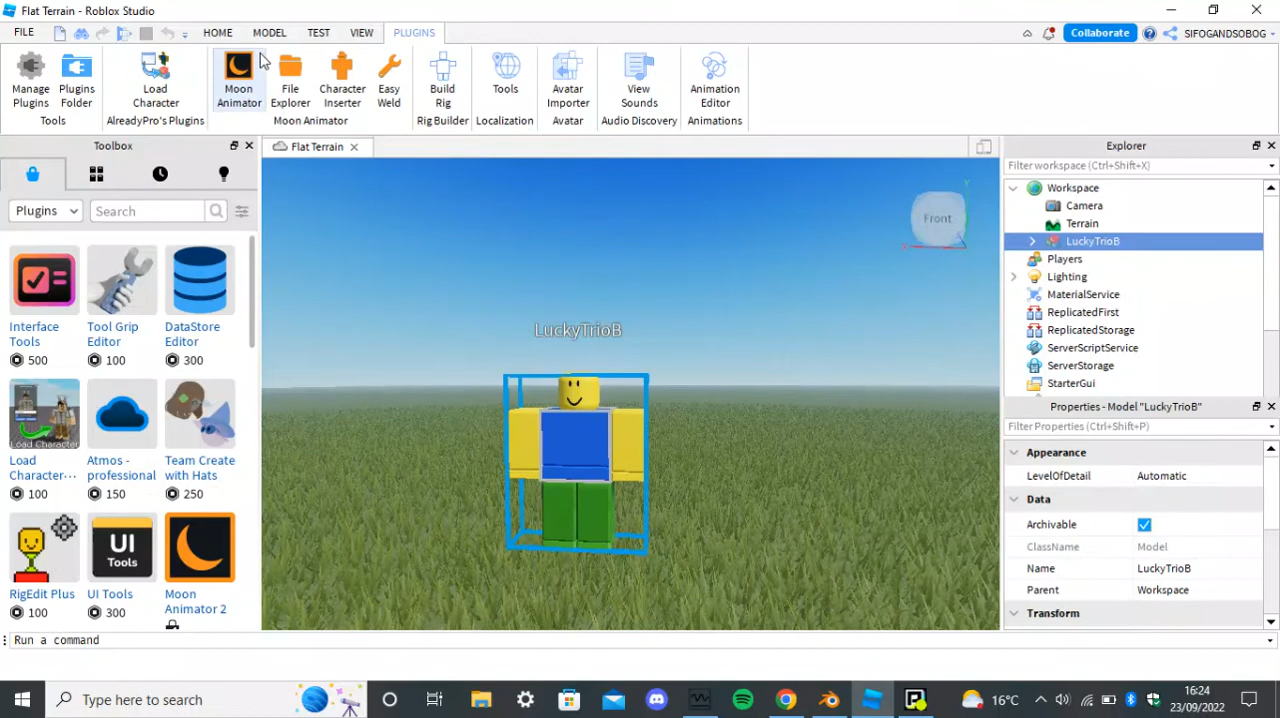 Flat Terrain - Roblox Studio
FILE HOME MODEL TEST VIEW PLUGINS Collaborate SIFOGANDSOBOG
Manage Plugins
Plugins Folder
Tools
Load Character
AlreadyPro's Plugins
Moon Animator
File Explorer
Character Inserter
Easy Weld
Moon Animator
Build Rig
Rig Builder
Tools
Localization
Avatar Importer
Avatar
View Sounds
Audio Discovery
Animation Editor
Animations
Toolbox
Plugins
Search
Interface Tools
500
Tool Grip Editor
100
DataStore Editor
300
Load Character
Load Character...
100
Atmos - professional
150
Team Create with Hats
250
RigEdit Plus
100
UI Tools
UI Tools
300
Moon Animator 2
Flat Terrain
Front
LuckyTrioB
Explorer
Filter workspace (Ctrl+Shift+X)
Workspace
Camera
Terrain
LuckyTrioB
Players
Lighting
MaterialService
ReplicatedFirst
ReplicatedStorage
ServerScriptService
ServerStorage
StarterGui
Properties - Model "LuckyTrioB"
Filter Properties (Ctrl+Shift+P)
Appearance
LevelOfDetail Automatic
Data
Archivable
ClassName Model
Name LuckyTrioB
Parent Workspace
Transform
Run a command
Type here to search
16°C
16:24
23/09/2022